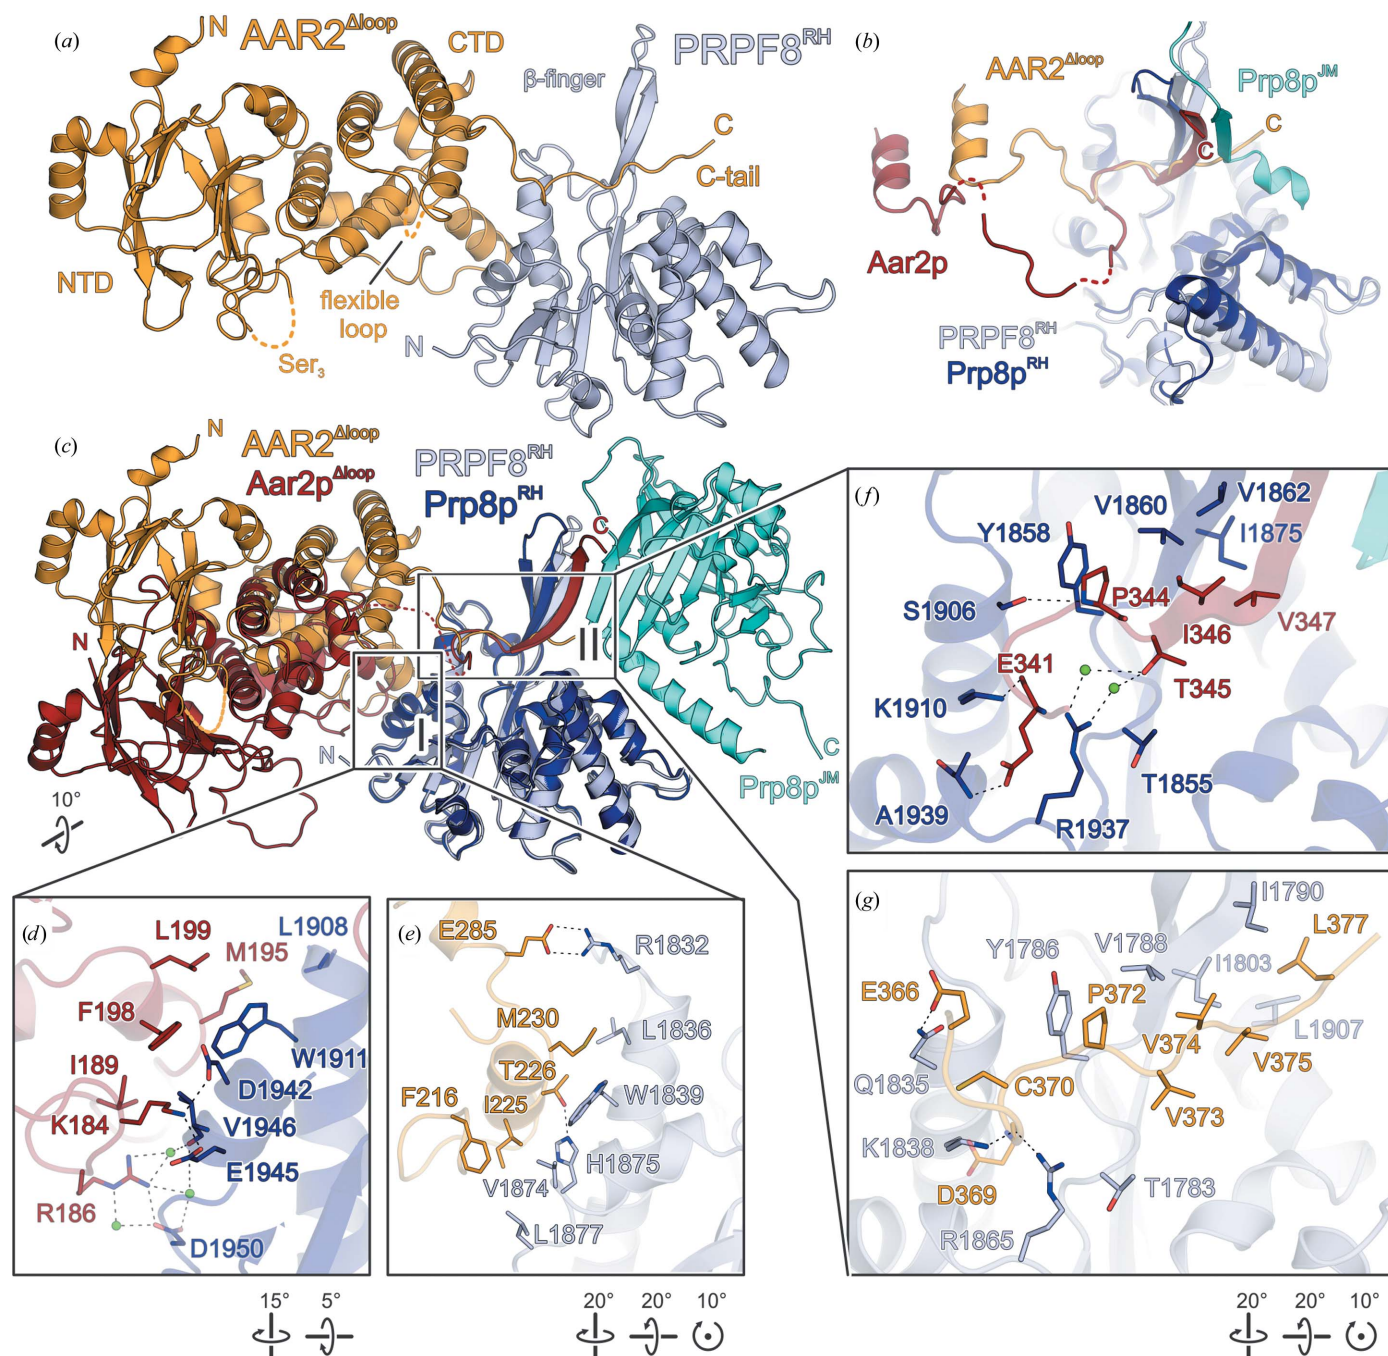 (a)
N
AAR2Δloop
CTD
β-finger
PRPF8RH
C
C-tail
NTD
flexible
loop
Ser3
N
(b)
AAR2Δloop
Prp8pJM
C
C
Aar2p
PRPF8RH
Prp8pRH
(c)
N
AAR2Δloop
Aar2pΔloop
PRPF8RH
Prp8pRH
C
N
II
I
N
C
Prp8pJM
10°
(d)
L199
M195
L1908
F198
W1911
I189
D1942
K184
V1946
E1945
R186
D1950
15° 5°
(e)
E285
R1832
M230
L1836
T226
F216
I225
W1839
H1875
V1874
L1877
20° 20° 10°
(f)
V1862
V1860
I1875
Y1858
P344
S1906
I346
V347
E341
T345
K1910
T1855
A1939
R1937
(g)
I1790
L377
Y1786
V1788
I1803
E366
P372
L1907
V374
V375
Q1835
C370
V373
K1838
D369
T1783
R1865
20° 20° 10°